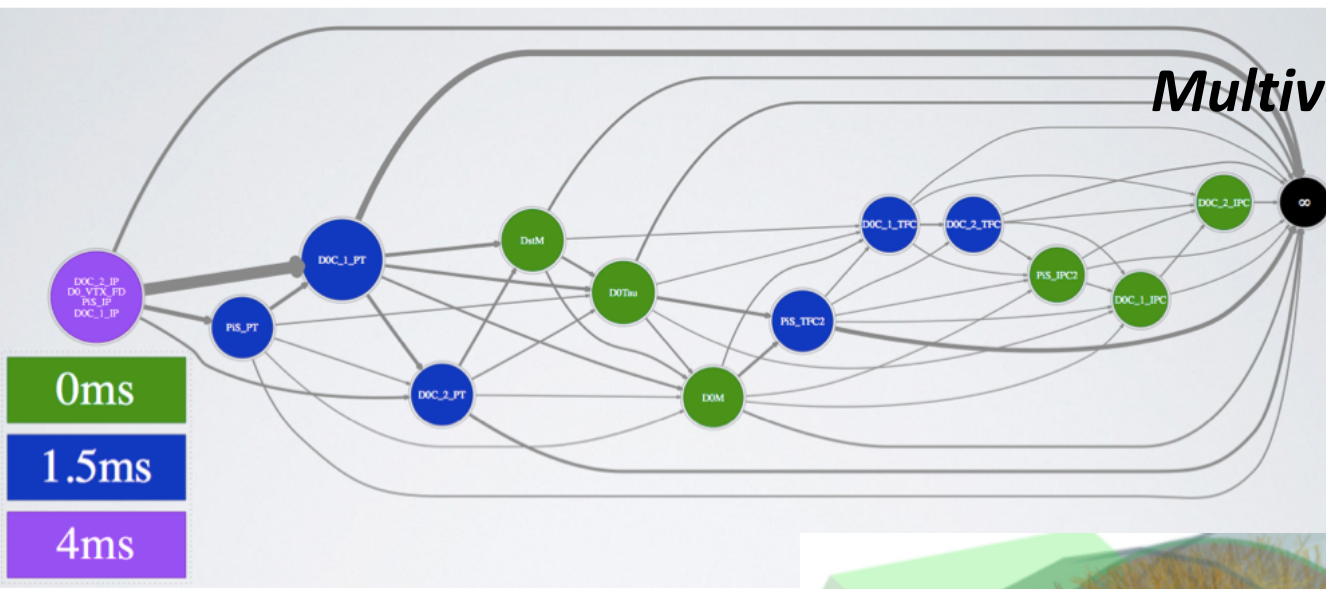 Multiv
∞
D0C_2_IPC
D0C_1_TFC
D0C_2_TFC
DstM
D0C_1_PT
PiS_IPC2
D0C_2_IP
D0_VTX_FD
PiS_IP
D0C_1_IP
D0Tau
D0C_1_IPC
PiS_PT
PiS_TFC2
D0C_2_PT
D0M
0ms
1.5ms
4ms